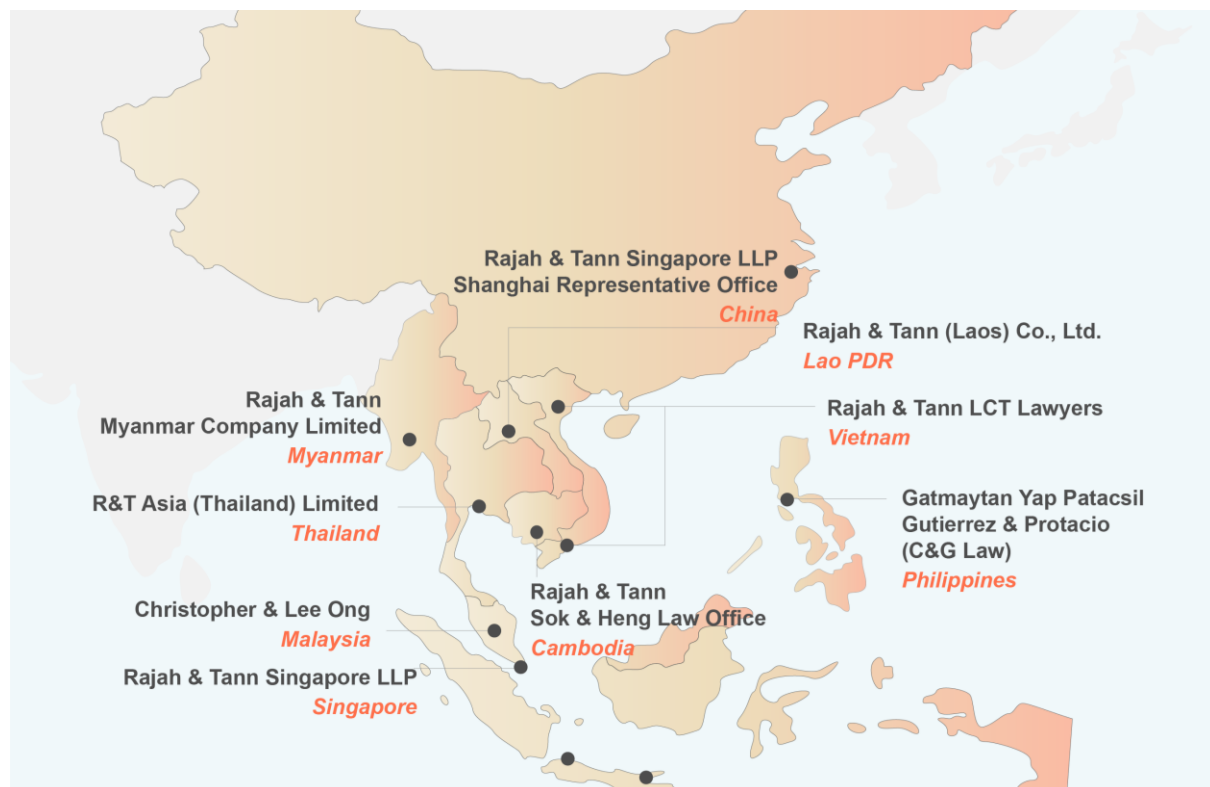 Rajah & Tann Singapore LLP
Shanghai Representative Office
China
Rajah & Tann (Laos) Co., Ltd.
Lao PDR
Rajah & Tann
Myanmar Company Limited
Myanmar
Rajah & Tann LCT Lawyers
Vietnam
R&T Asia (Thailand) Limited
Thailand
Gatmaytan Yap Patacsil
Gutierrez & Protacio
(C&G Law)
Philippines
Rajah & Tann
Sok & Heng Law Office
Cambodia
Christopher & Lee Ong
Malaysia
Rajah & Tann Singapore LLP
Singapore